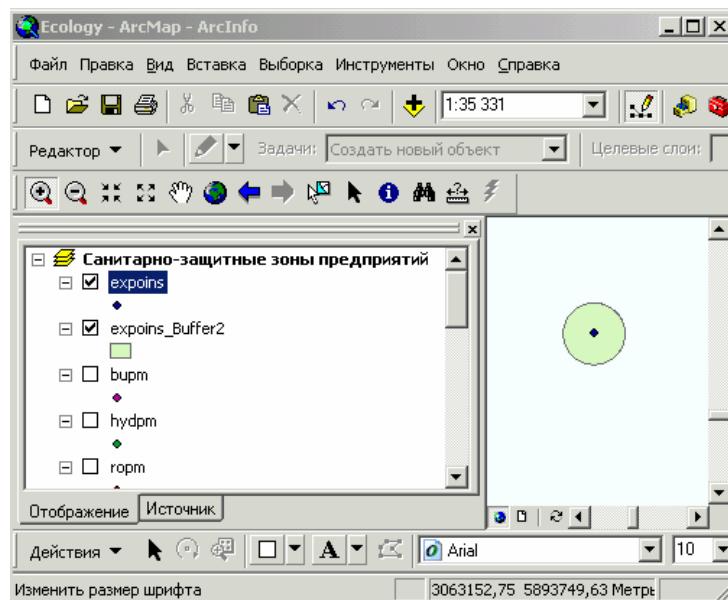 Ecology - ArcMap - ArcInfo
Файл Правка Вид Вставка Выборка Инструменты Окно Справка
1:35 331
Редактор Задачи: Создать новый объект Целевые слои:
Санитарно-защитные зоны предприятий
expoins
expoins_Buffer2
bupm
hydpm
ropm
Отображение Источник
Действия A Arial 10
Изменить размер шрифта 3063152,75 5893749,63 Метры